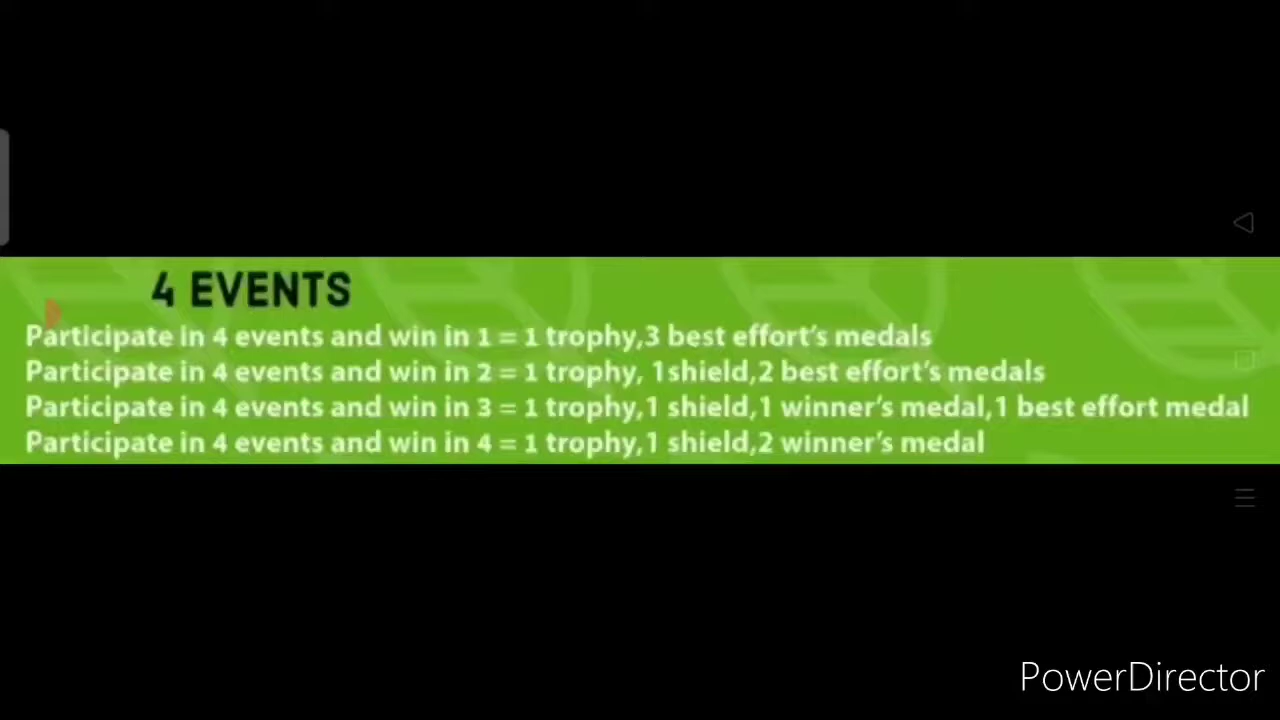 4 EVENTS
Participate in 4 events and win in 1 = 1 trophy,3 best effort's medals
Participate in 4 events and win in 2 = 1 trophy, 1shield,2 best effort's medals
Participate in 4 events and win in 3 = 1 trophy,1 shield,1 winner's medal,1 best effort medal
Participate in 4 events and win in 4 = 1 trophy,1 shield,2 winner's medal
PowerDirector